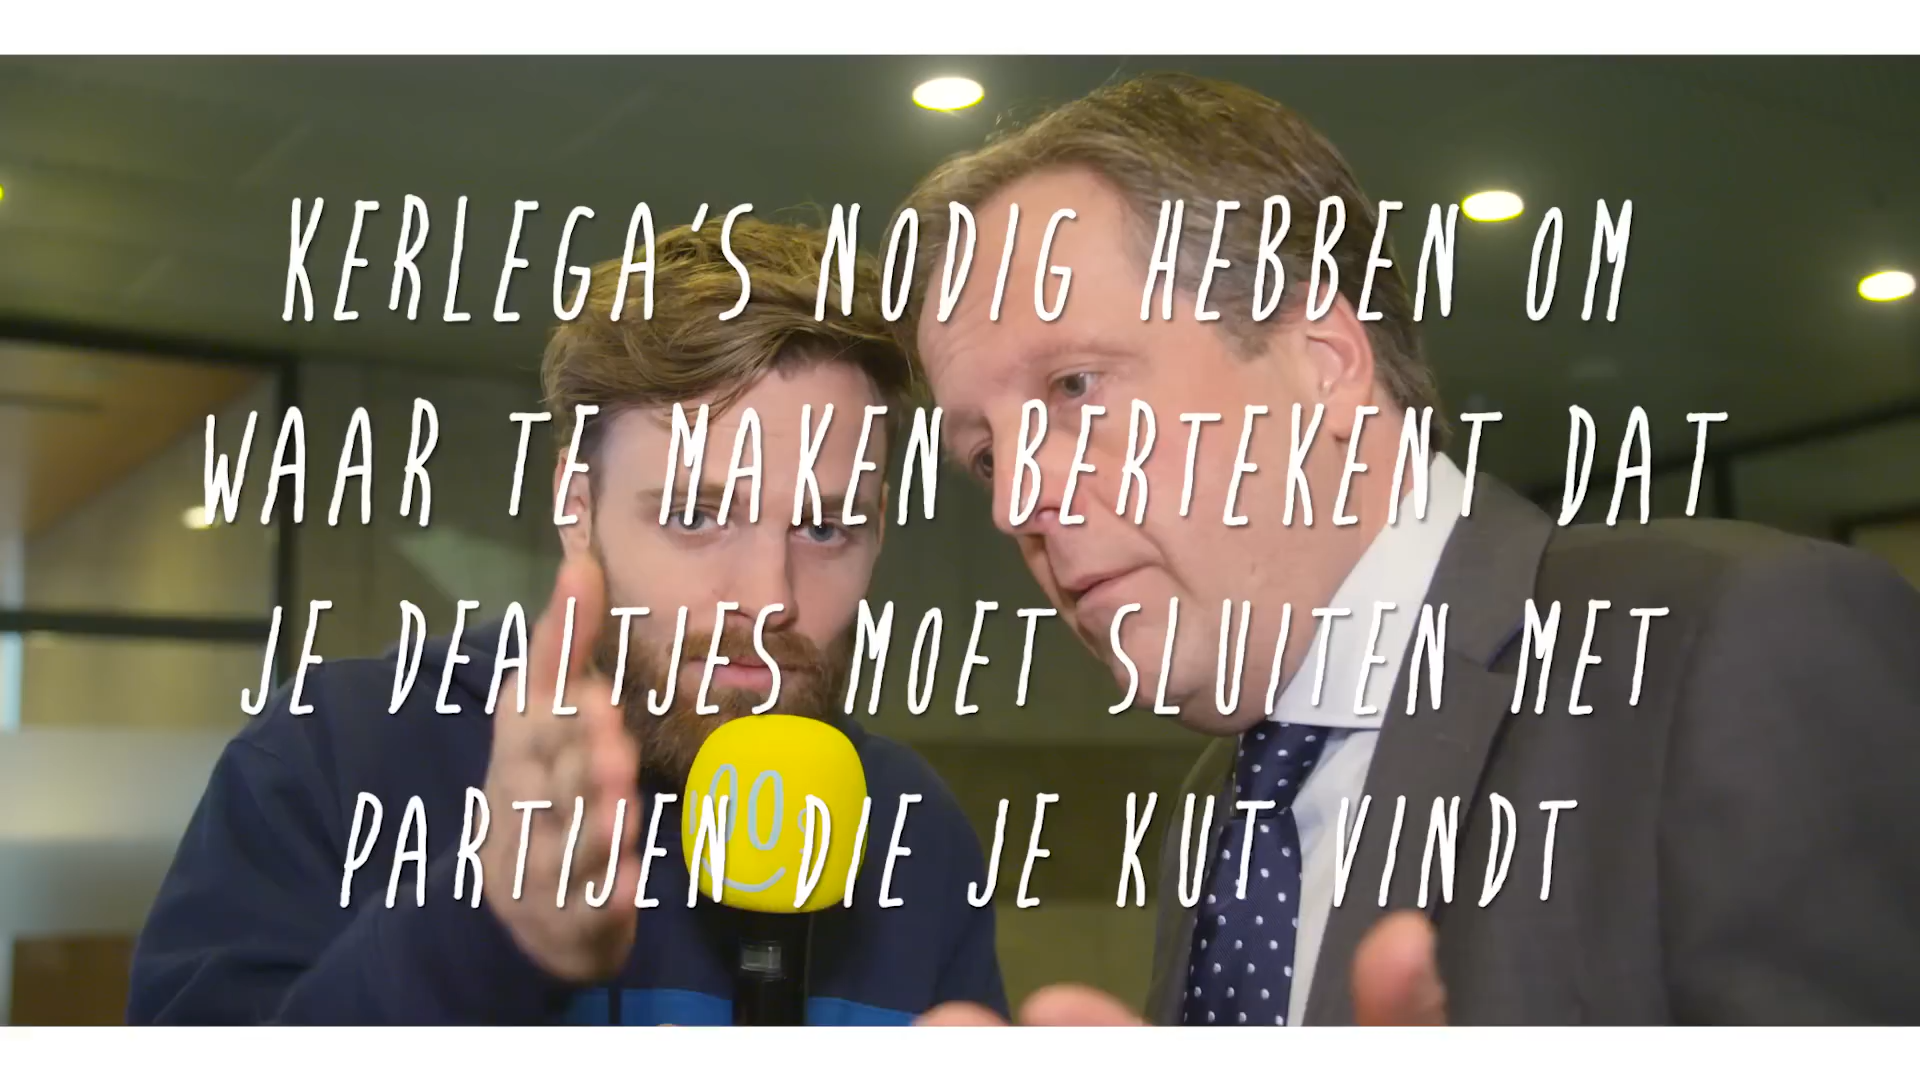 KERLEGA'S NODIG HEBBEN OM
WAAR TE MAKEN BERTEKENT DAT
JE DEALTJES MOET SLUITEN MET
PARTIJEN DIE JE KUT VINDT